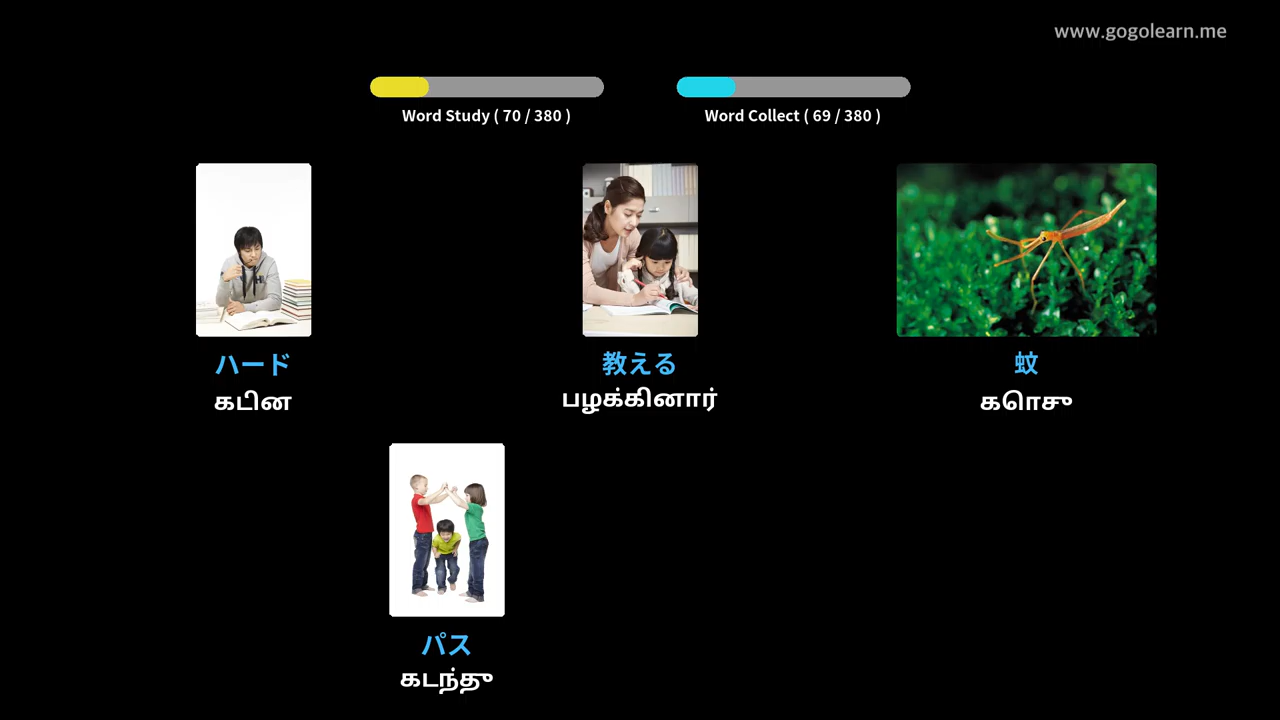 www.gogolearn.me
Word Study ( 70 / 380 )
Word Collect ( 69 / 380 )
ハード
கடின
教える
பழக்கினார்
蚊
கொசு
パス
கடந்து